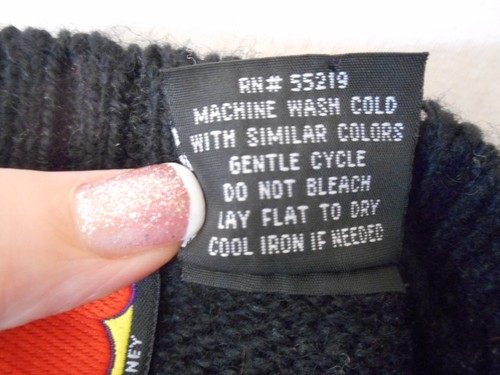 RN# 55219
MACHINE WASH COLD
WITH SIMILAR COLORS
GENTLE CYCLE
DO NOT BLEACH
LAY FLAT TO DRY
COOL IRON IF NEEDED
NEY